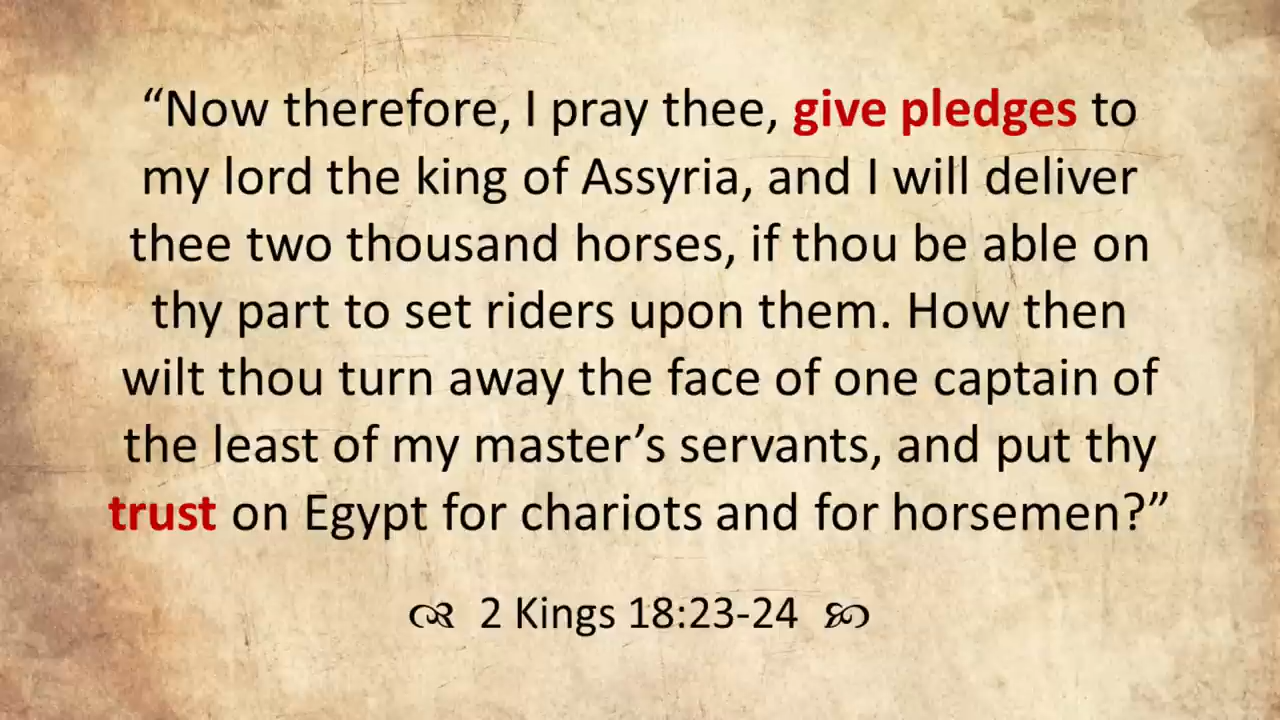 “Now therefore, I pray thee, give pledges to
my lord the king of Assyria, and I will deliver
thee two thousand horses, if thou be able on
thy part to set riders upon them. How then
wilt thou turn away the face of one captain of
the least of my master’s servants, and put thy
trust on Egypt for chariots and for horsemen?”
2 Kings 18:23-24